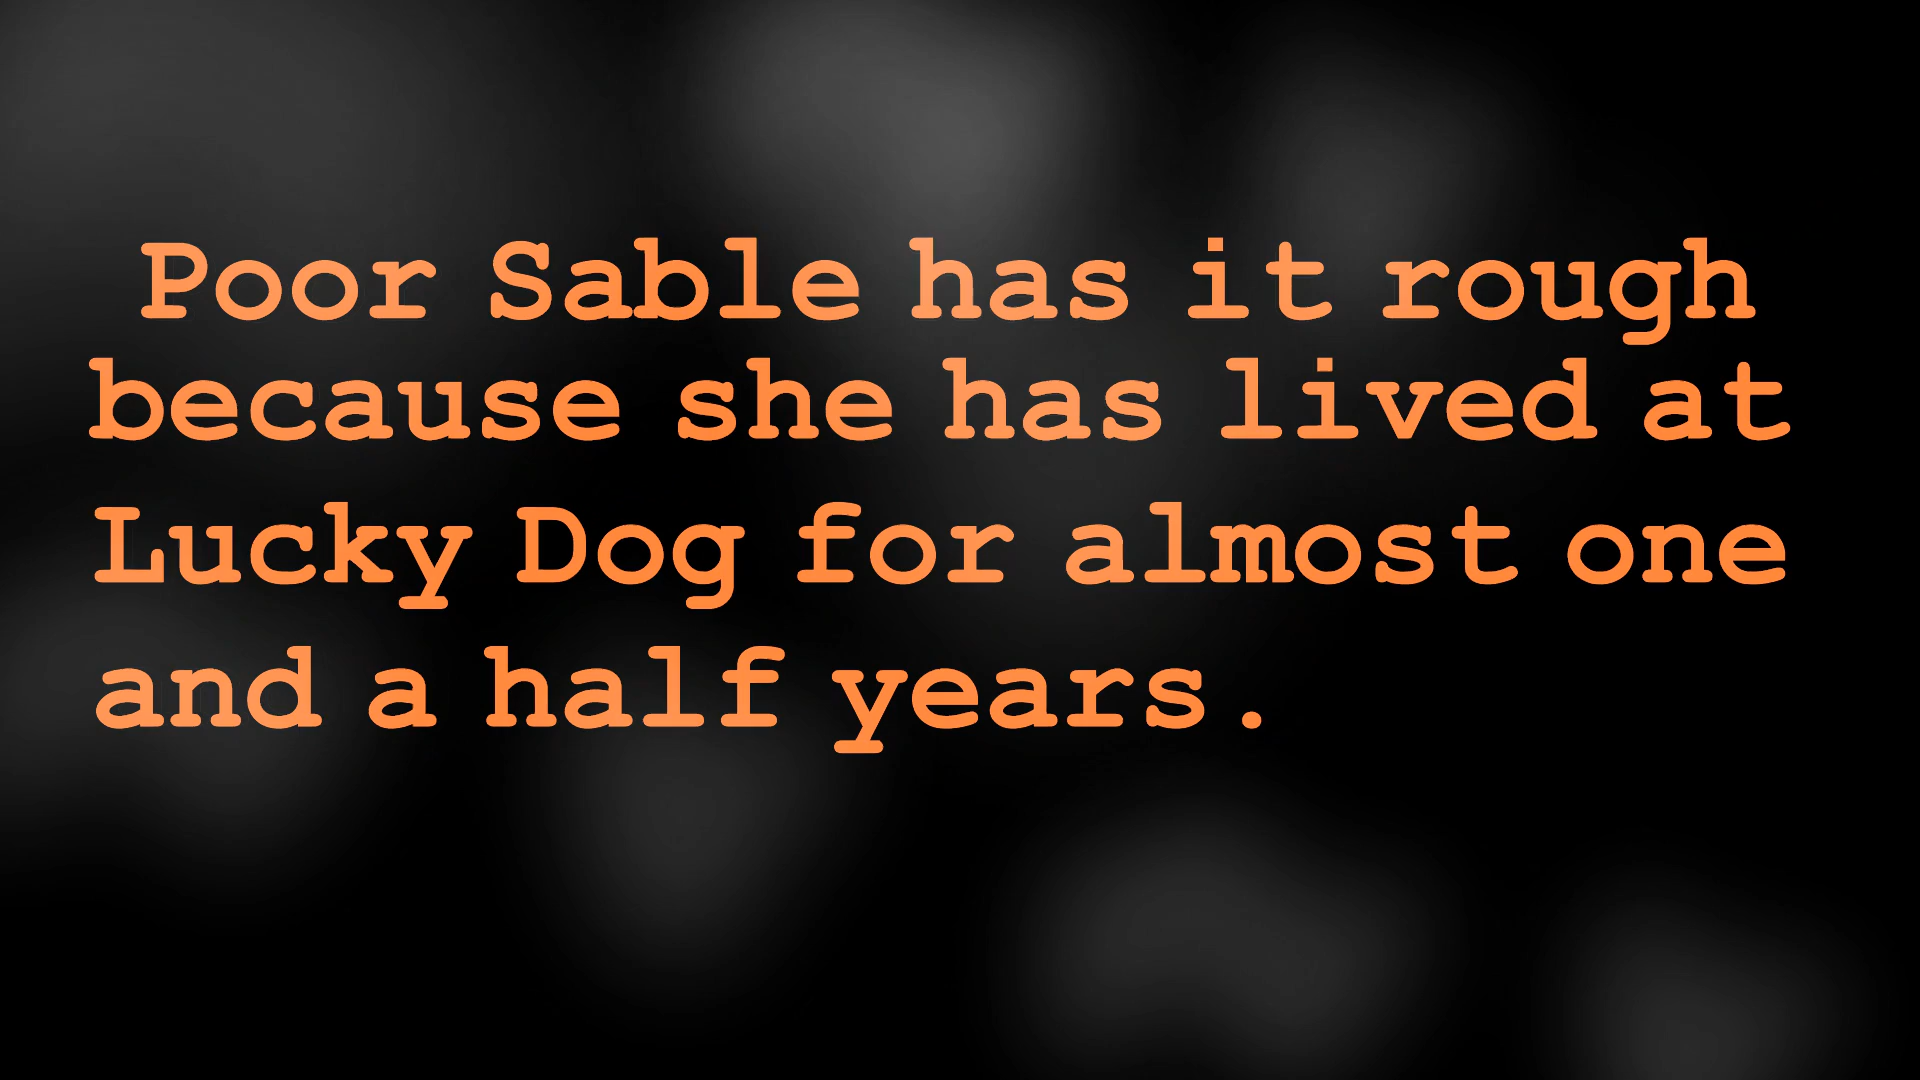 Poor Sable has it rough
because she has lived at
Lucky Dog for almost one
and a half years.